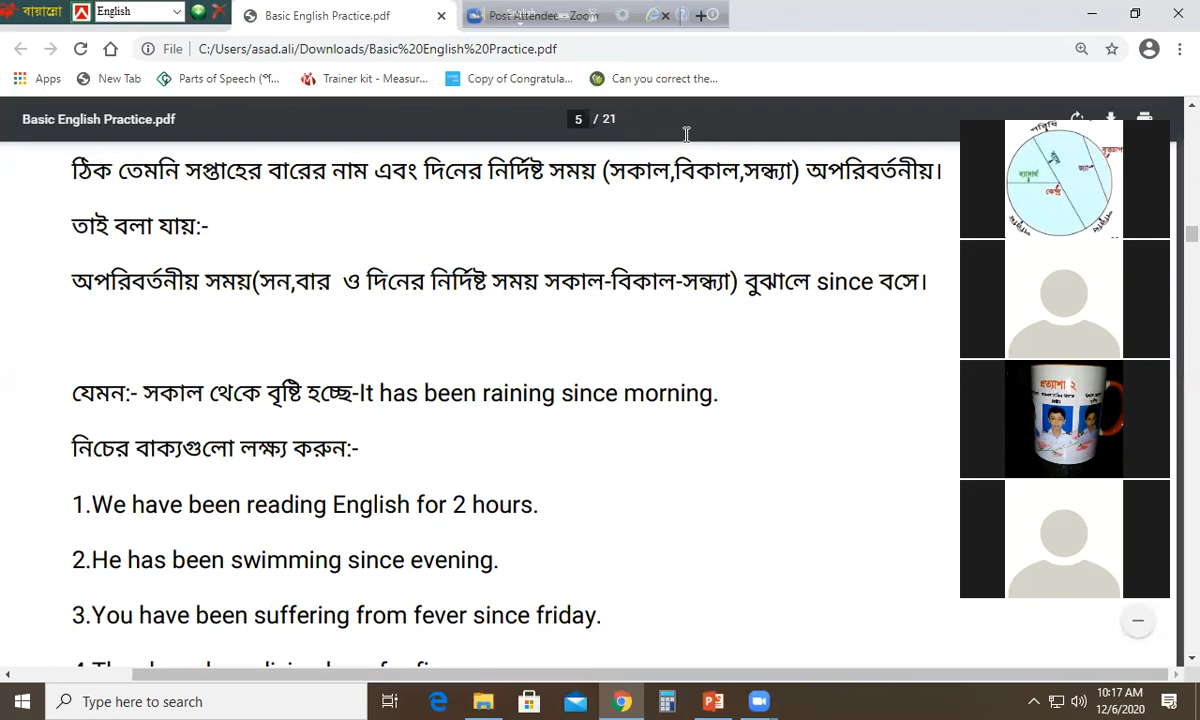 বায়ান্নো English Basic English Practice.pdf Post Attendee - Zoom
File C:/Users/asad.ali/Downloads/Basic%20English%20Practice.pdf
Apps New Tab Parts of Speech (প... Trainer kit - Measur... Copy of Congratula... Can you correct the...
Basic English Practice.pdf 5 / 21
ঠিক তেমনি সপ্তাহের বারের নাম এবং দিনের নির্দিষ্ট সময় (সকাল,বিকাল,সন্ধ্যা) অপরিবর্তনীয়।
তাই বলা যায়:-
অপরিবর্তনীয় সময়(সন,বার ও দিনের নির্দিষ্ট সময় সকাল-বিকাল-সন্ধ্যা) বুঝালে since বসে।
যেমন:- সকাল থেকে বৃষ্টি হচ্ছে-It has been raining since morning.
নিচের বাক্যগুলো লক্ষ্য করুন:-
1.We have been reading English for 2 hours.
2.He has been swimming since evening.
3.You have been suffering from fever since friday.
পরিধি
ব্যাসার্ধ
কেন্দ্র
জ্যা
প্রত্যাশা ২
Type here to search
10:17 AM
12/6/2020